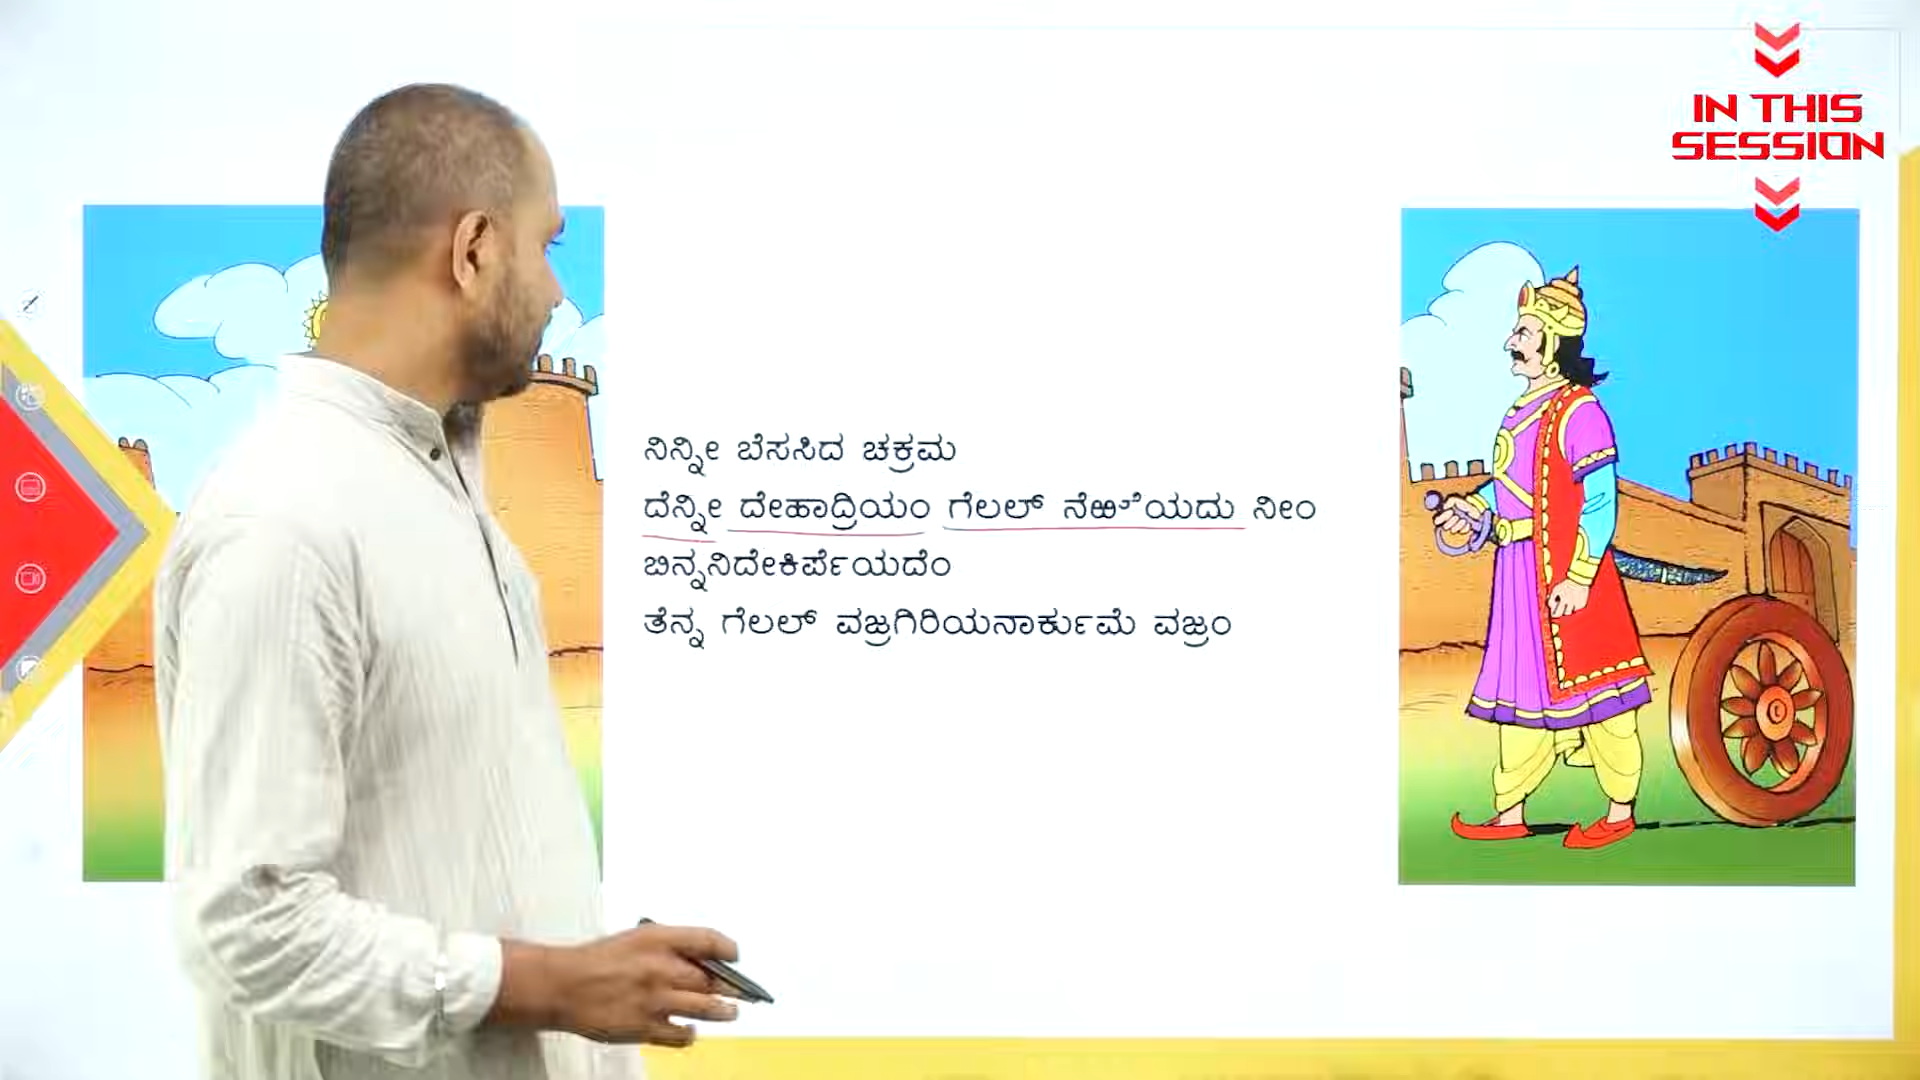 IN THIS
SESSION
ನಿನ್ನೀ ಬೆಸಸಿದ ಚಕ್ರಮ
ದೆನ್ನೀ ದೇಹಾದ್ರಿಯಂ ಗೆಲಲ್ ನೆಱೆಯದು ನೀಂ
ಬಿನ್ನನಿದೇಕಿರ್ಪೆಯದೆಂ
ತೆನ್ನ ಗೆಲಲ್ ವಜ್ರಗಿರಿಯನಾರ್ಕುಮೆ ವಜ್ರಂ